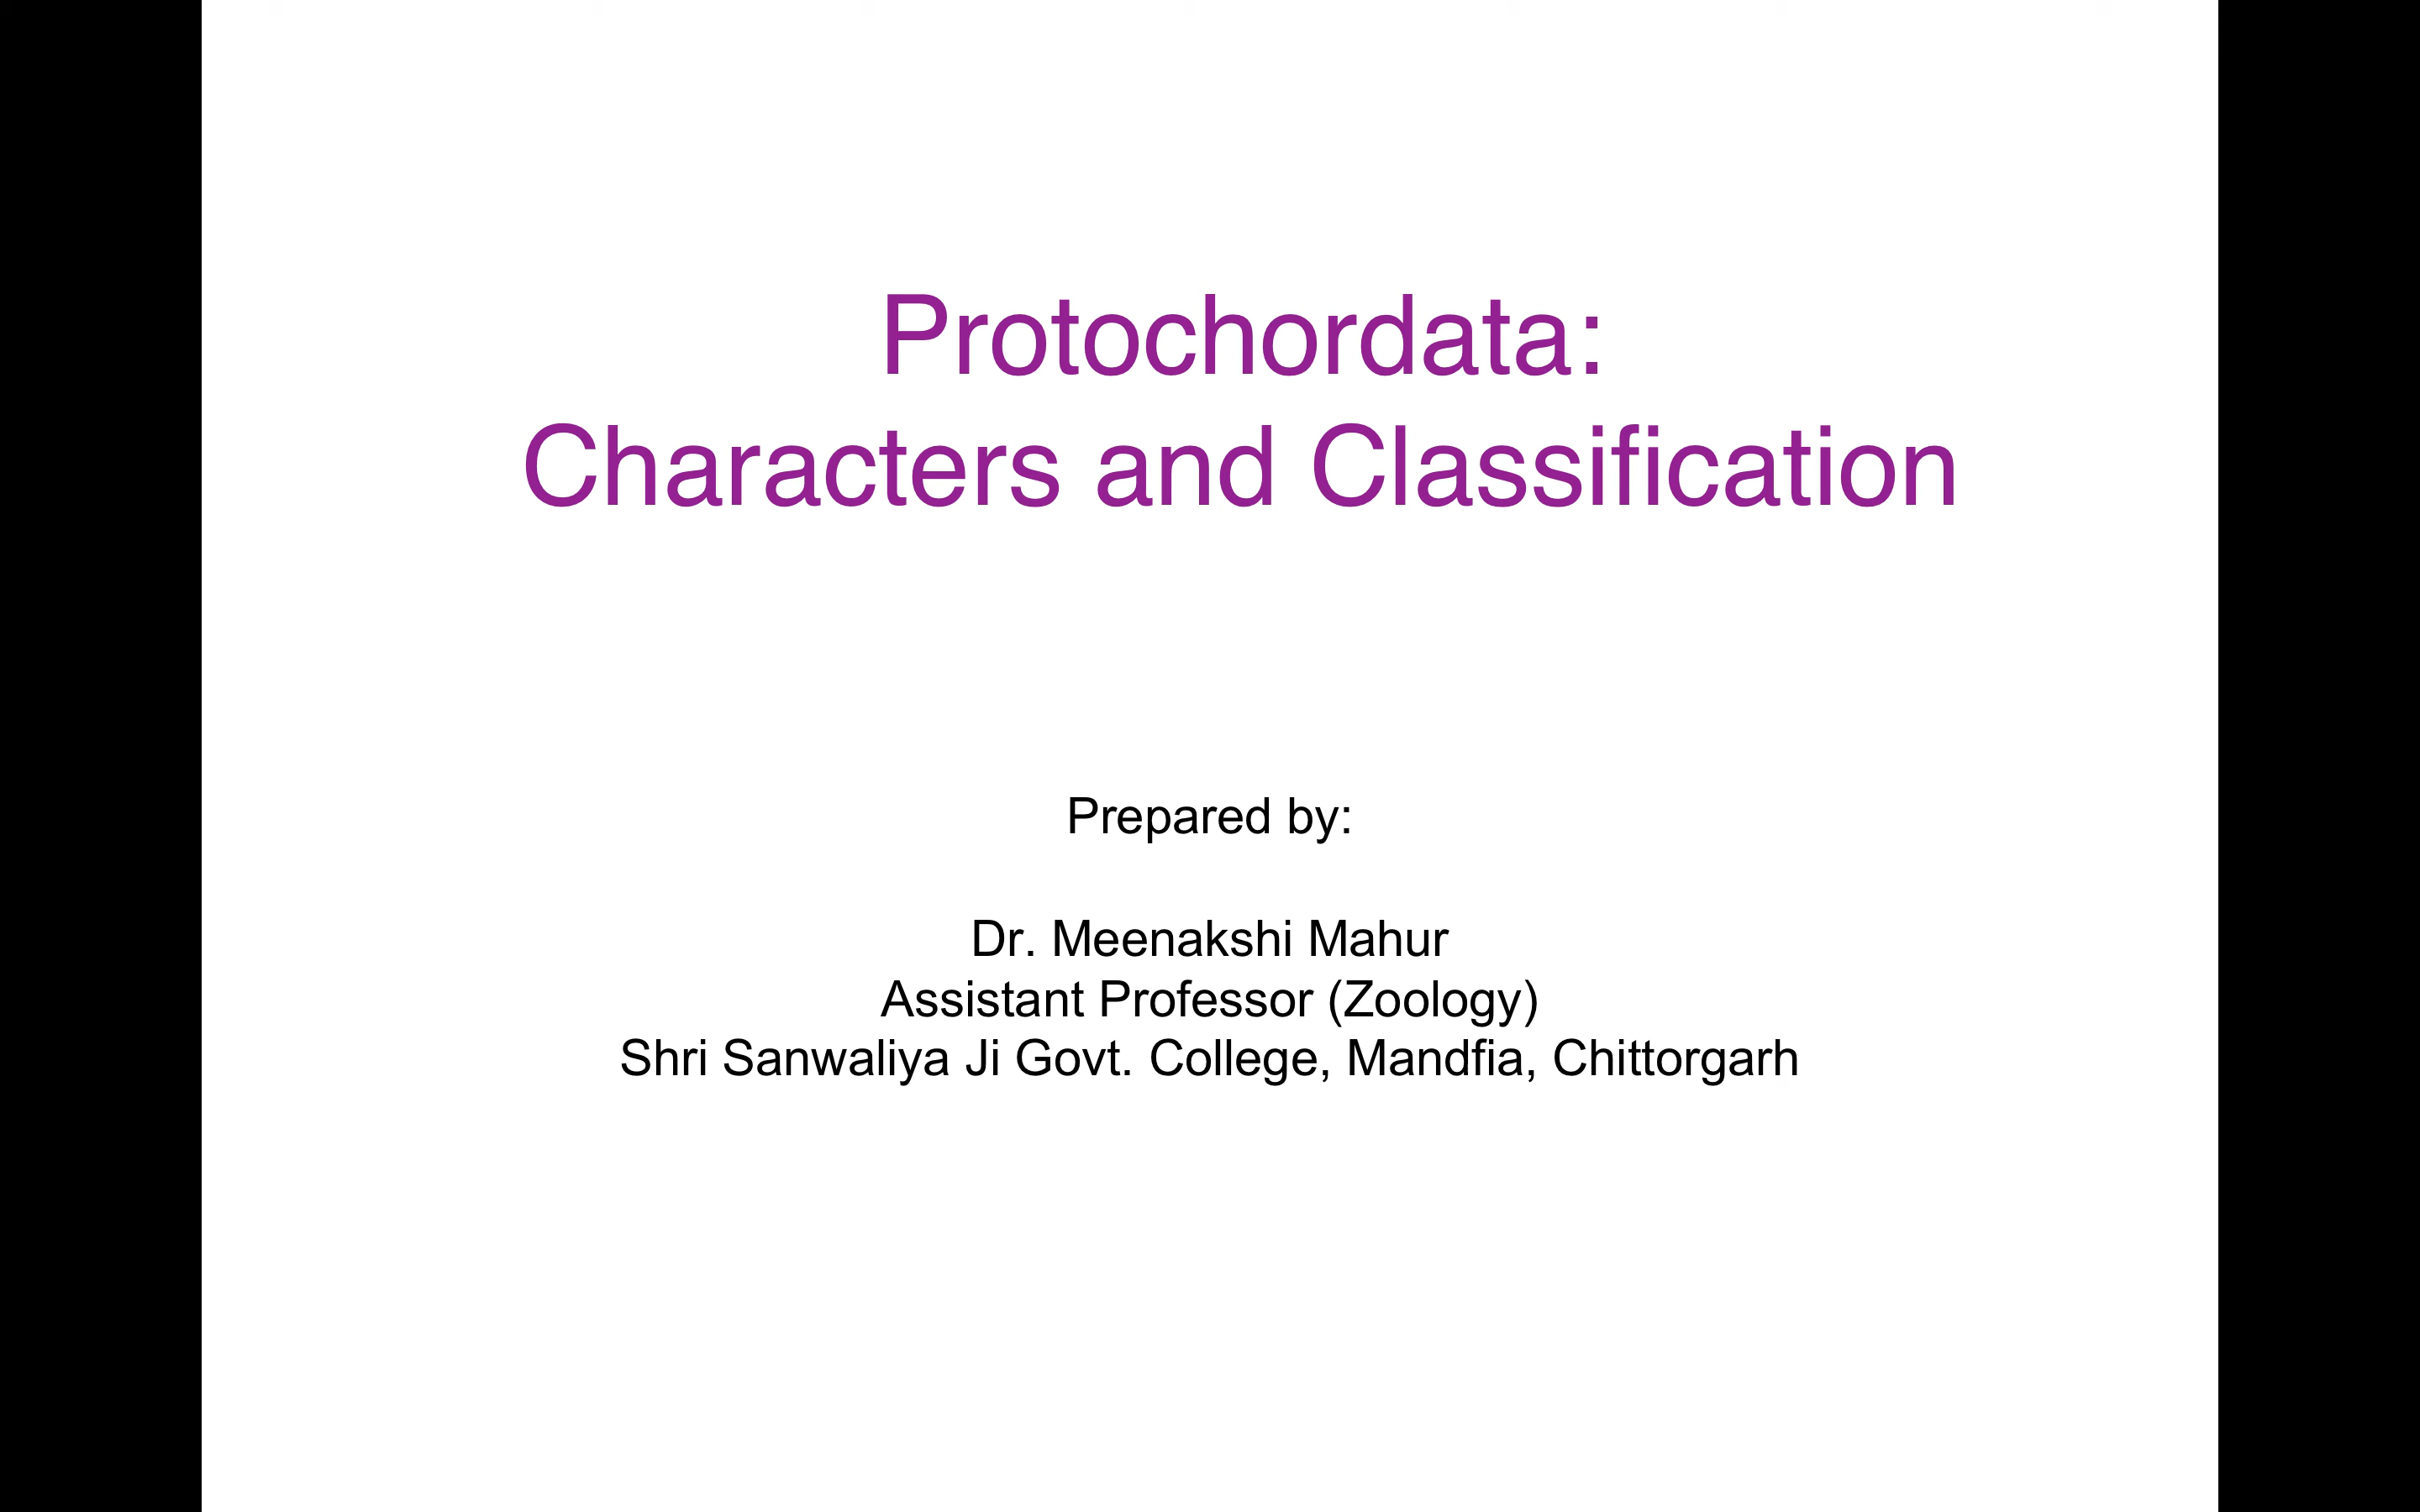 Protochordata:
Characters and Classification
Prepared by:
Dr. Meenakshi Mahur
Assistant Professor (Zoology)
Shri Sanwaliya Ji Govt. College, Mandfia, Chittorgarh